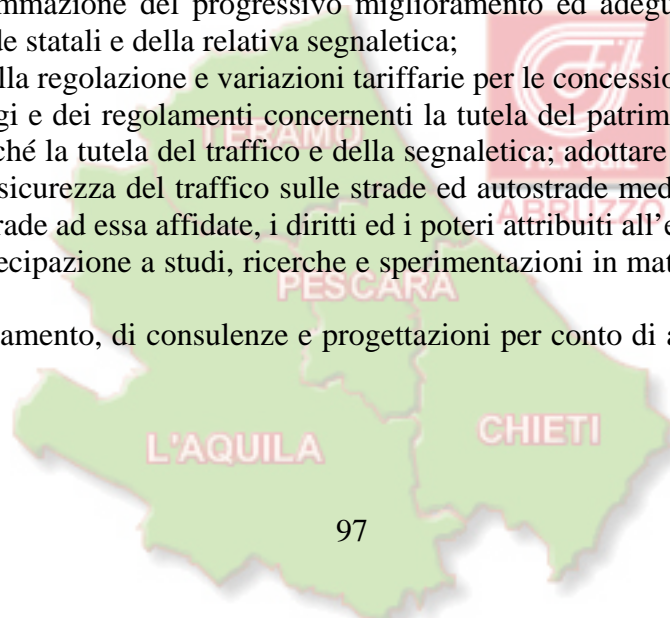 ammazione del progressivo miglioramento ed adegu
de statali e della relativa segnaletica;
lla regolazione e variazioni tariffarie per le concessio
gi e dei regolamenti concernenti la tutela del patrim
ché la tutela del traffico e della segnaletica; adottare
TERAMO
sicurezza del traffico sulle strade ed autostrade med
ABRUZZO
rade ad essa affidate, i diritti ed i poteri attribuiti all'e
ecipazione a studi, ricerche e sperimentazioni in mat
PESCARA
amento, di consulenze e progettazioni per conto di a
L'AQUILA
CHIETI
97